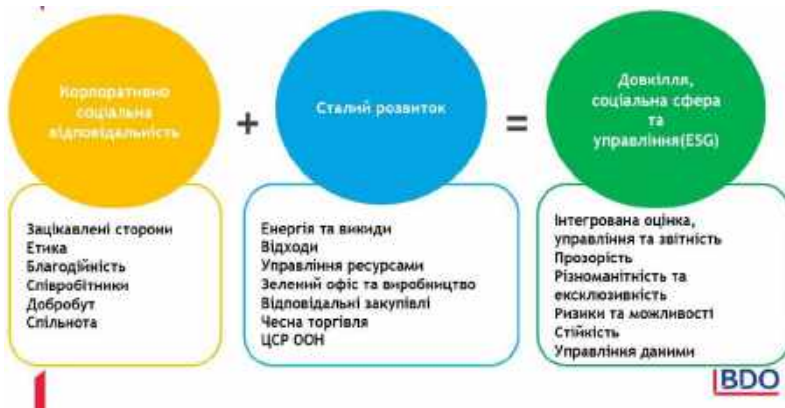 Корпоративно
соціальна
відповідальність
+
Сталий розвиток
=
Довкілля,
соціальна сфера
та
управління(ESG)
Зацікавлені сторони
Етика
Благодійність
Співробітники
Добробут
Спільнота
Енергія та викиди
Відходи
Управління ресурсами
Зелений офіс та виробництво
Відповідальні закупівлі
Чесна торгівля
ЦСР ООН
Інтегрована оцінка,
управління та звітність
Прозорість
Різноманітність та
ексклюзивність
Ризики та можливості
Стійкість
Управління даними
BDO